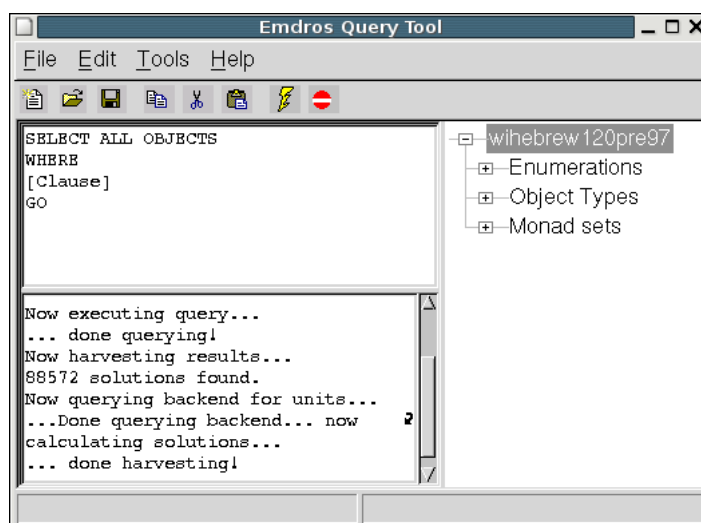 Emdros Query Tool
File Edit Tools Help
SELECT ALL OBJECTS
WHERE
[Clause]
GO
Now executing query...
... done querying!
Now harvesting results...
88572 solutions found.
Now querying backend for units...
...Done querying backend... now
calculating solutions...
... done harvesting!
wihebrew120pre97
Enumerations
Object Types
Monad sets